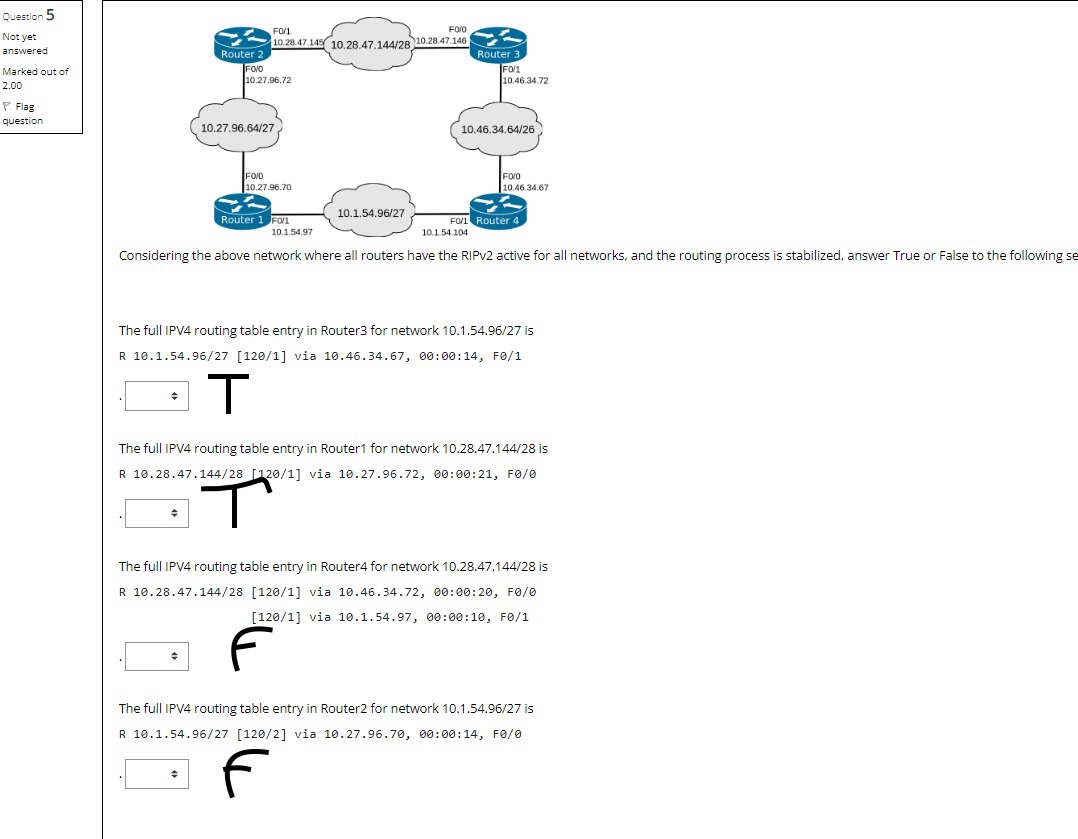 Question 5
Not yet
answered
Marked out of
2.00
Flag
question
F0/1
10.28.47.145
10.28.47.144/28
F0/0
10.28.47.146
Router 2
Router 3
F0/0
10.27.96.72
F0/1
10.46.34.72
10.27.96.64/27
10.46.34.64/26
F0/0
10.27.96.70
F0/0
10.46.34.67
Router 1
F0/1
10.1.54.97
10.1.54.96/27
F0/1
10.1.54.104
Router 4
Considering the above network where all routers have the RIPv2 active for all networks, and the routing process is stabilized, answer True or False to the following se
The full IPV4 routing table entry in Router3 for network 10.1.54.96/27 is
R 10.1.54.96/27 [120/1] via 10.46.34.67, 00:00:14, F0/1
. T
The full IPV4 routing table entry in Router1 for network 10.28.47.144/28 is
R 10.28.47.144/28 [120/1] via 10.27.96.72, 00:00:21, F0/0
. T
The full IPV4 routing table entry in Router4 for network 10.28.47.144/28 is
R 10.28.47.144/28 [120/1] via 10.46.34.72, 00:00:20, F0/0
[120/1] via 10.1.54.97, 00:00:10, F0/1
. F
The full IPV4 routing table entry in Router2 for network 10.1.54.96/27 is
R 10.1.54.96/27 [120/2] via 10.27.96.70, 00:00:14, F0/0
. F